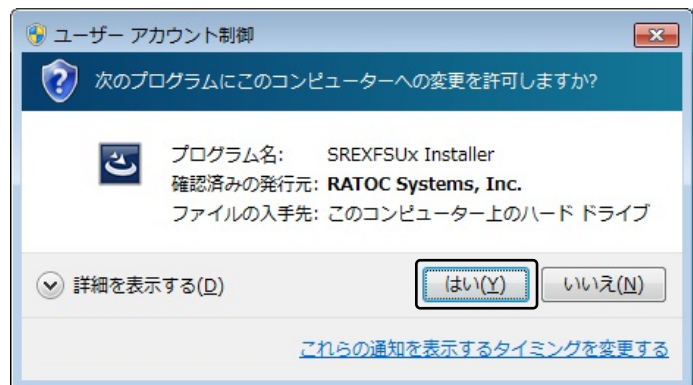 ユーザー アカウント制御
次のプログラムにこのコンピューターへの変更を許可しますか?
プログラム名: SREXFSUx Installer
確認済みの発行元: RATOC Systems, Inc.
ファイルの入手先: このコンピューター上のハード ドライブ
詳細を表示する(D) はい(Y) いいえ(N)
これらの通知を表示するタイミングを変更する